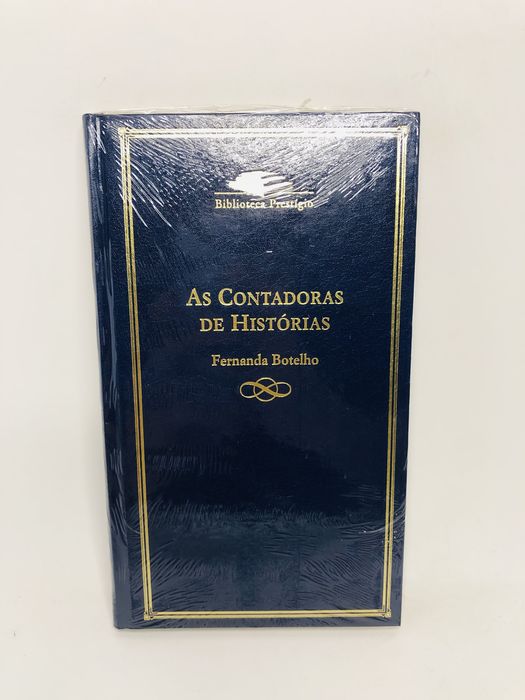 Biblioteca Prestígio
As Contadoras
de Histórias
Fernanda Botelho